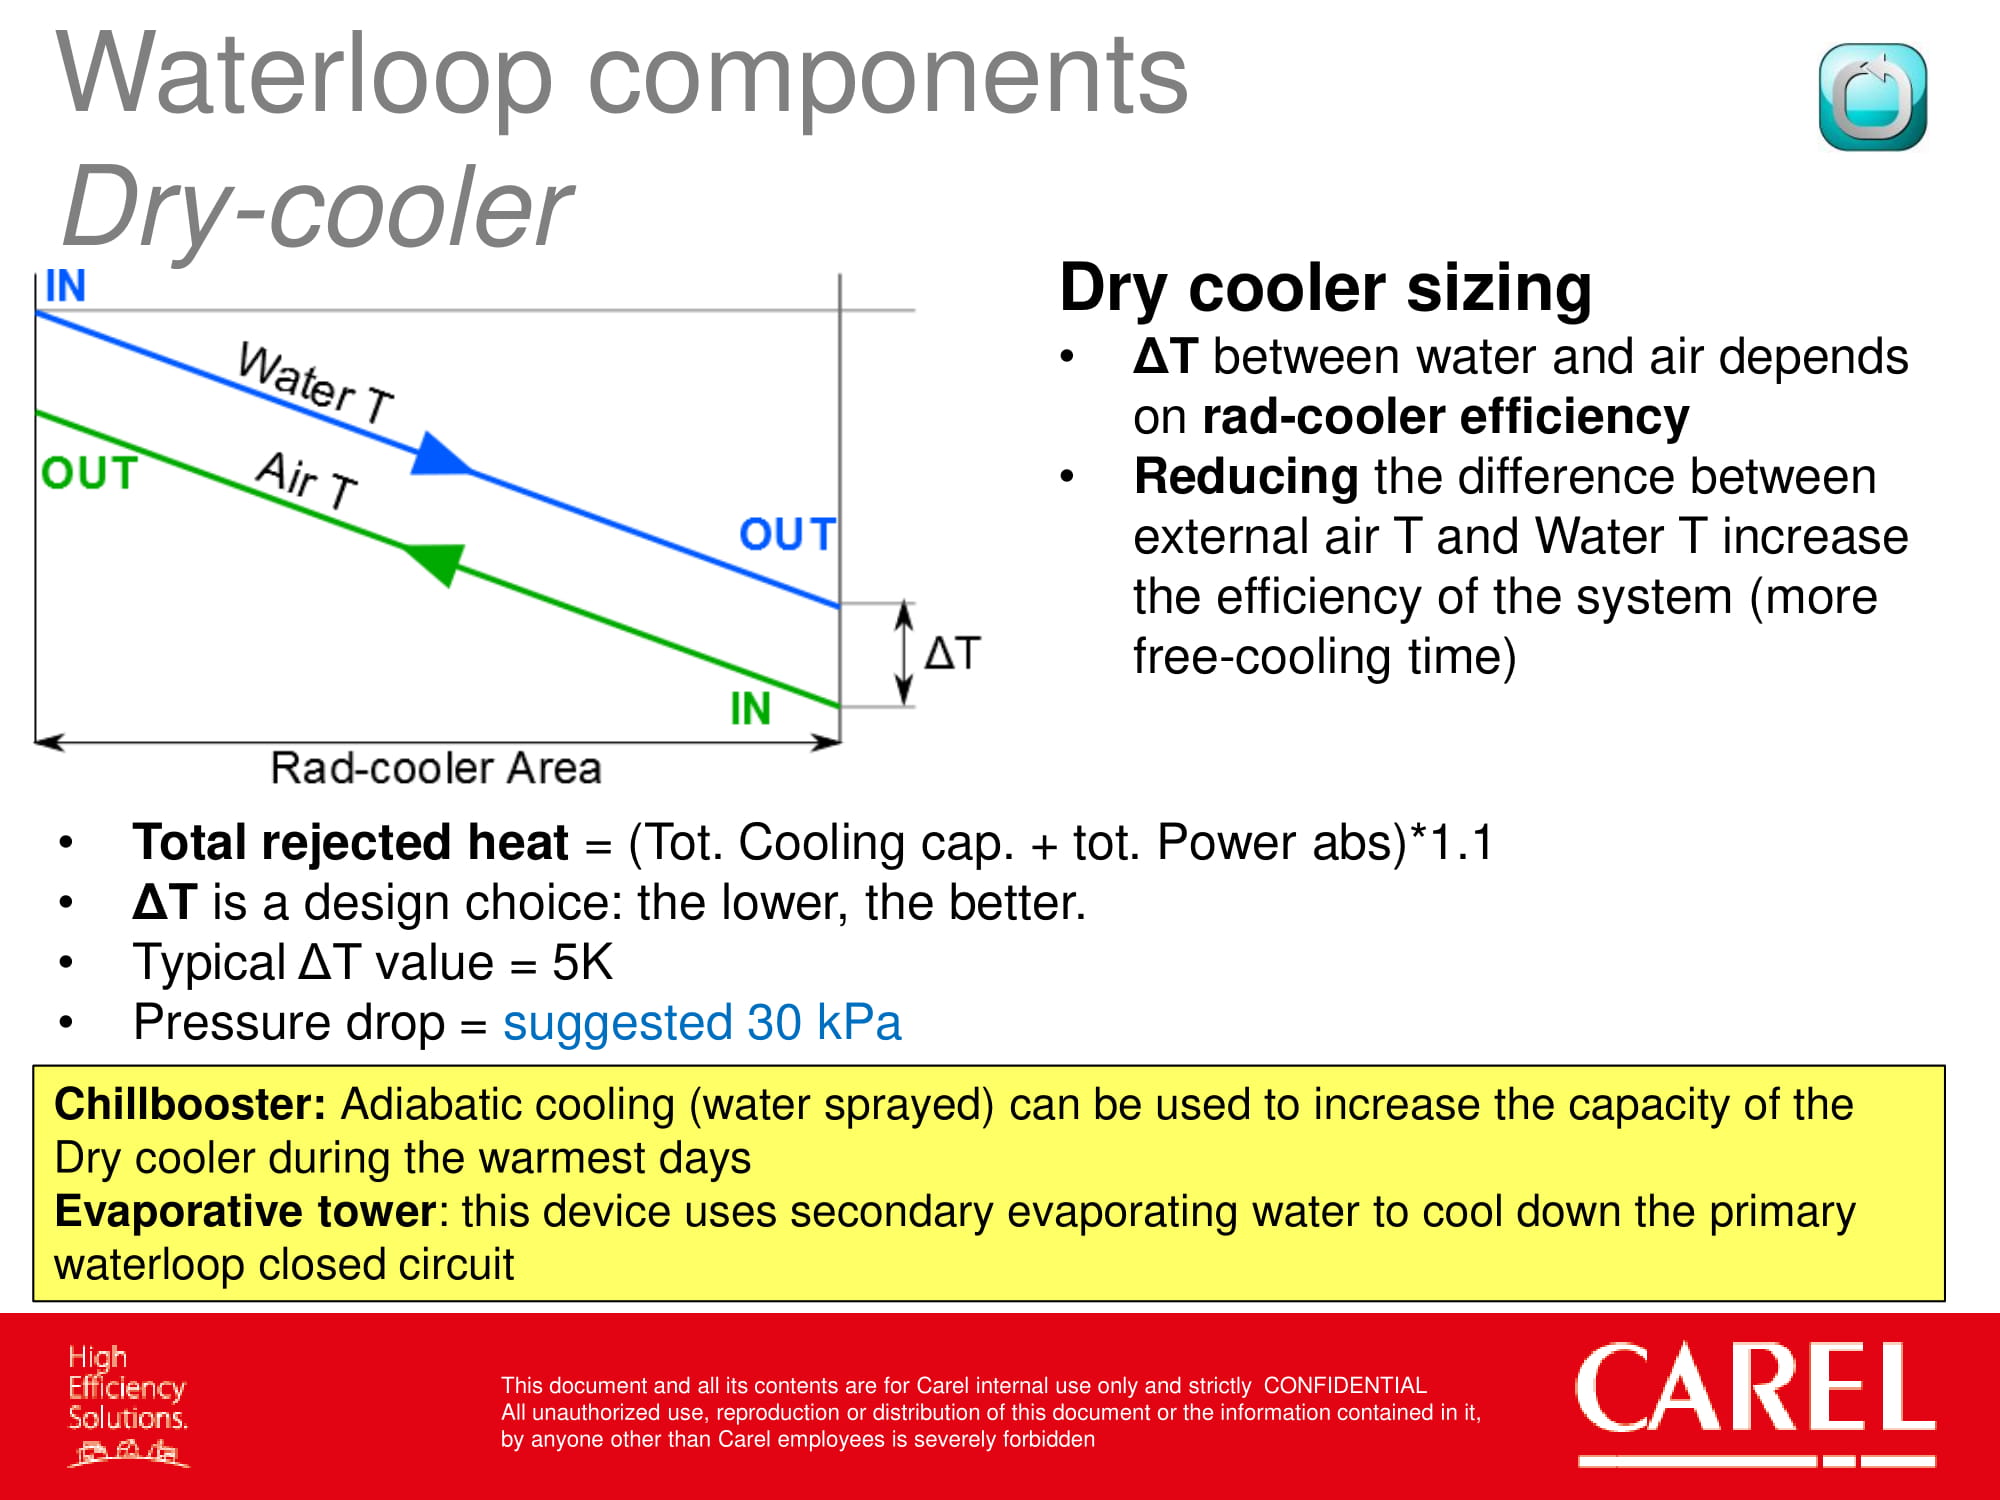 Waterloop components
Dry-cooler
IN
Water T
Air T
OUT
OUT
IN
ΔT
Rad-cooler Area
Dry cooler sizing
• ΔT between water and air depends
on rad-cooler efficiency
• Reducing the difference between
external air T and Water T increase
the efficiency of the system (more
free-cooling time)
• Total rejected heat = (Tot. Cooling cap. + tot. Power abs)*1.1
• ΔT is a design choice: the lower, the better.
• Typical ΔT value = 5K
• Pressure drop = suggested 30 kPa
Chillbooster: Adiabatic cooling (water sprayed) can be used to increase the capacity of the
Dry cooler during the warmest days
Evaporative tower: this device uses secondary evaporating water to cool down the primary
waterloop closed circuit
High
Efficiency
Solutions.
This document and all its contents are for Carel internal use only and strictly CONFIDENTIAL
All unauthorized use, reproduction or distribution of this document or the information contained in it,
by anyone other than Carel employees is severely forbidden
CAREL